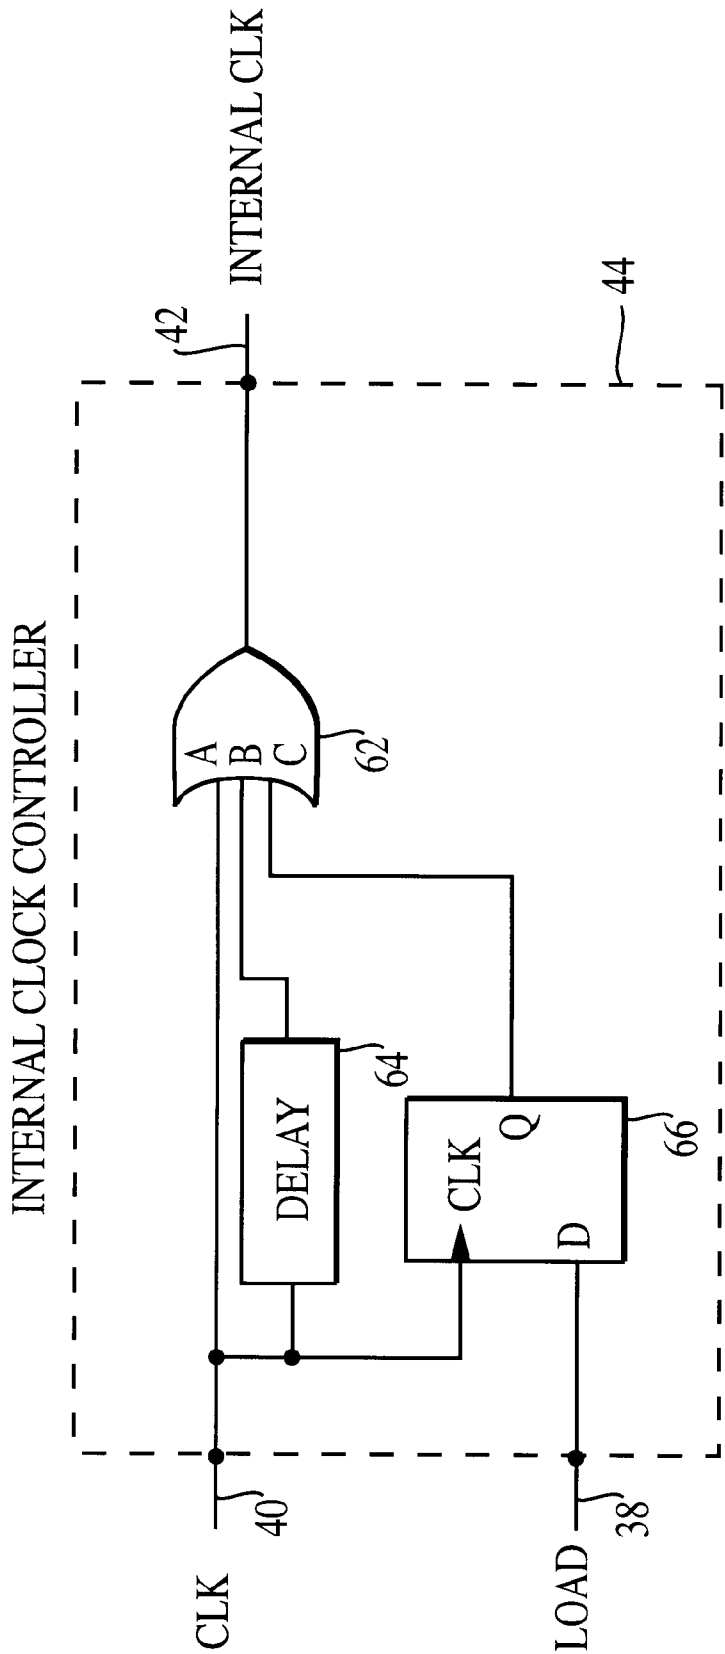 INTERNAL CLOCK CONTROLLER
CLK
40
42
INTERNAL CLK
A
B
C
62
DELAY
64
CLK
Q
D
66
LOAD
38
44